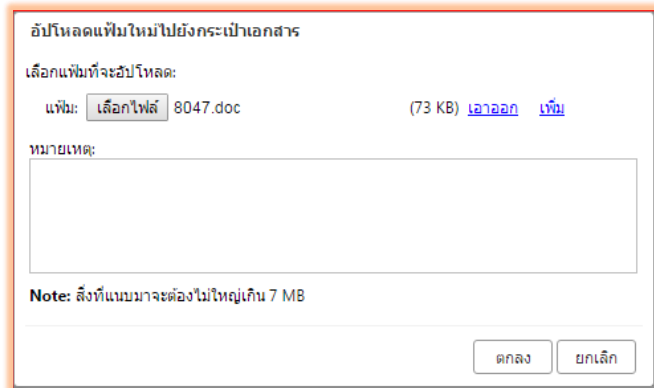 อัปโหลดแฟ้มใหม่ไปยังกระเป๋าเอกสาร
เลือกแฟ้มที่จะอัปโหลด:
แฟ้ม: เลือกไฟล์ 8047.doc (73 KB) เอาออก เพิ่ม
หมายเหตุ:
Note: สิ่งที่แนบมาจะต้องไม่ใหญ่เกิน 7 MB
ตกลง ยกเลิก